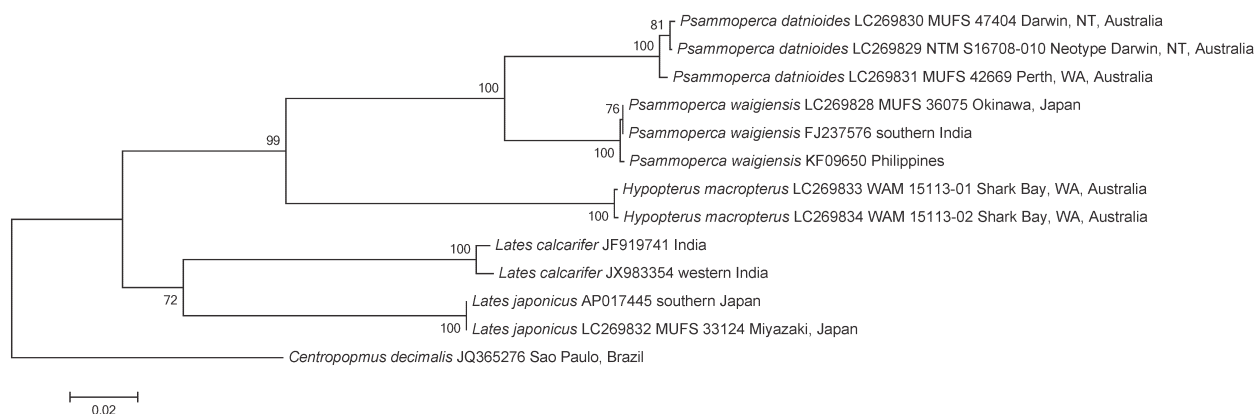 81
Psammoperca datnioides LC269830 MUFS 47404 Darwin, NT, Australia
100
Psammoperca datnioides LC269829 NTM S16708-010 Neotype Darwin, NT, Australia
Psammoperca datnioides LC269831 MUFS 42669 Perth, WA, Australia
100
76
Psammoperca waigiensis LC269828 MUFS 36075 Okinawa, Japan
Psammoperca waigiensis FJ237576 southern India
99
100
Psammoperca waigiensis KF09650 Philippines
Hypopterus macropterus LC269833 WAM 15113-01 Shark Bay, WA, Australia
100
Hypopterus macropterus LC269834 WAM 15113-02 Shark Bay, WA, Australia
100
Lates calcarifer JF919741 India
Lates calcarifer JX983354 western India
72
Lates japonicus AP017445 southern Japan
100
Lates japonicus LC269832 MUFS 33124 Miyazaki, Japan
Centropopmus decimalis JQ365276 Sao Paulo, Brazil
0.02